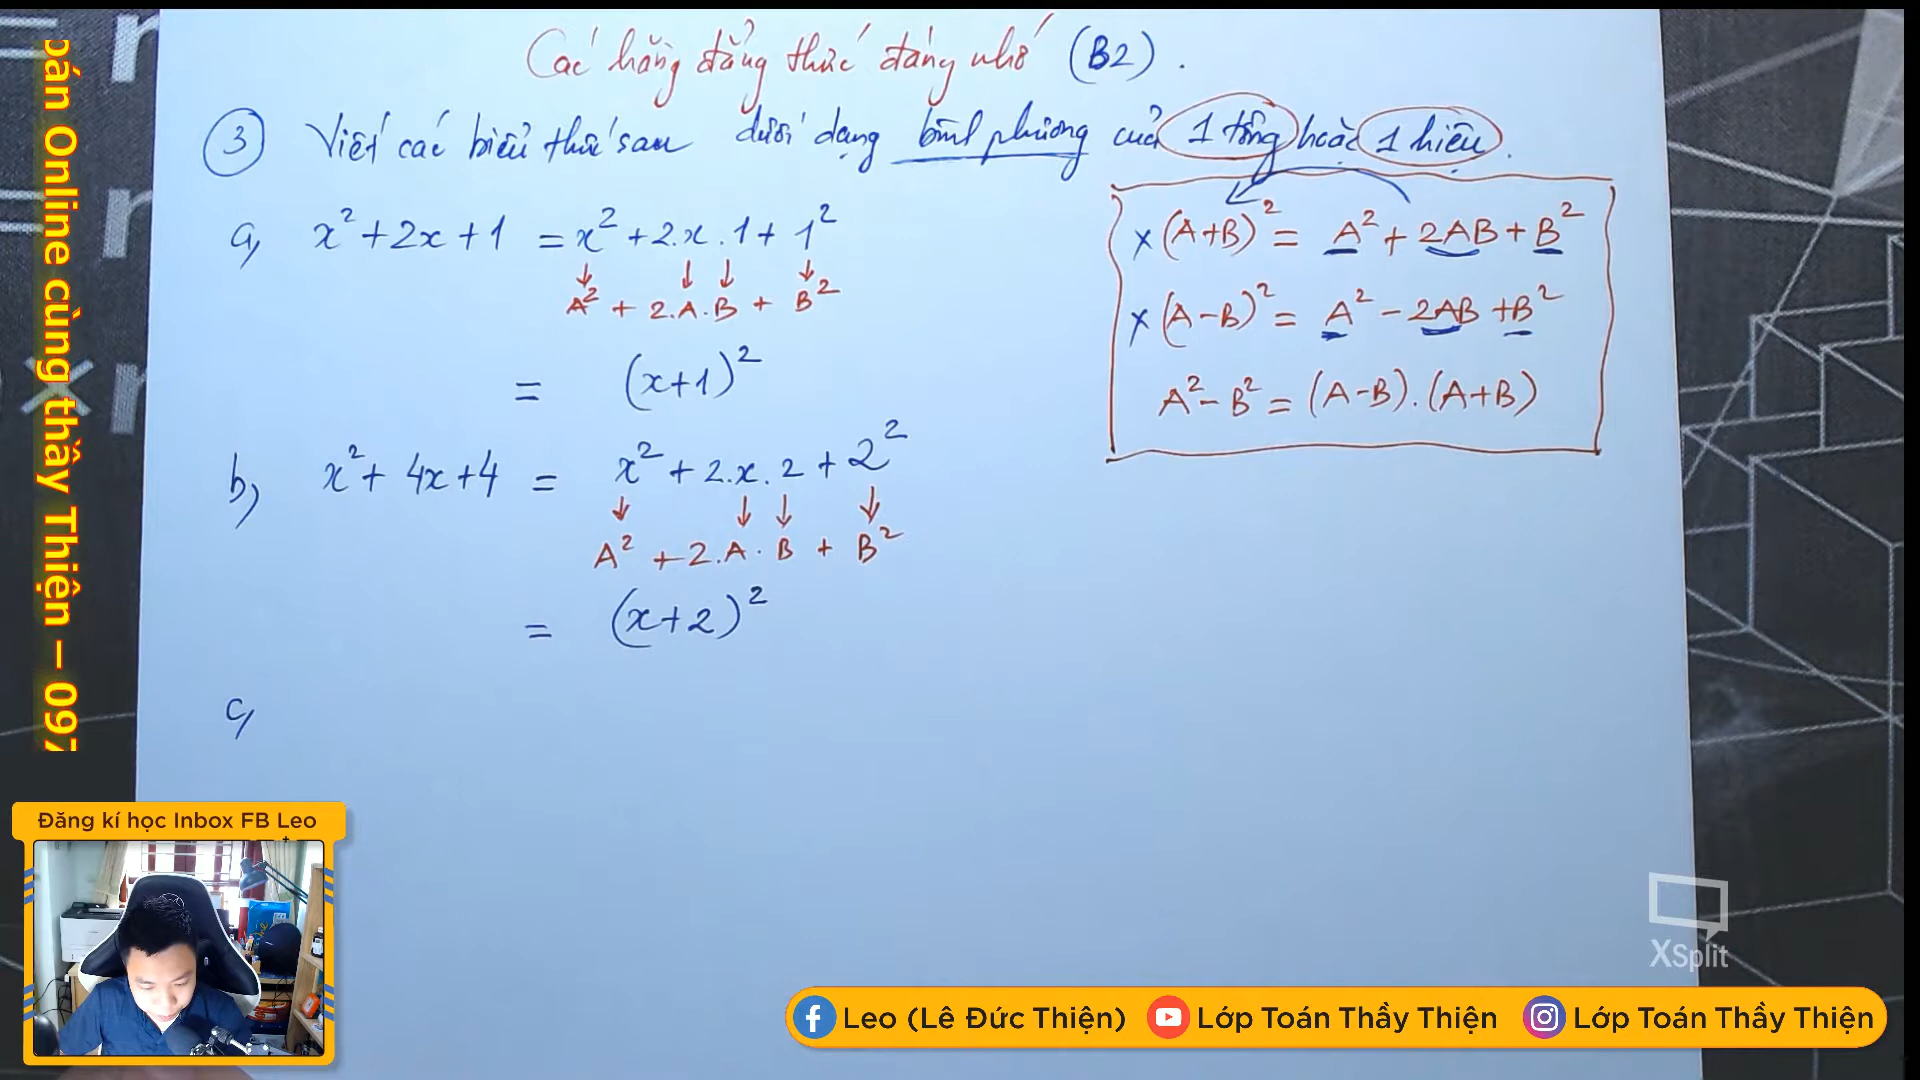 Các hằng đẳng thức đáng nhớ (B2).
③ Viết các biểu thức sau dưới dạng bình phương của 1 tổng hoặc 1 hiệu.
a, x² + 2x + 1 = x² + 2.x.1 + 1²
A² + 2.A.B + B²
= (x+1)²
b, x² + 4x + 4 = x² + 2.x.2 + 2²
A² + 2.A.B + B²
= (x+2)²
c,
× (A+B)² = A² + 2AB + B²
× (A-B)² = A² - 2AB + B²
A² - B² = (A-B).(A+B)
oán Online cùng thầy Thiện – 097
Đăng kí học Inbox FB Leo
XSplit
Leo (Lê Đức Thiện) Lớp Toán Thầy Thiện Lớp Toán Thầy Thiện